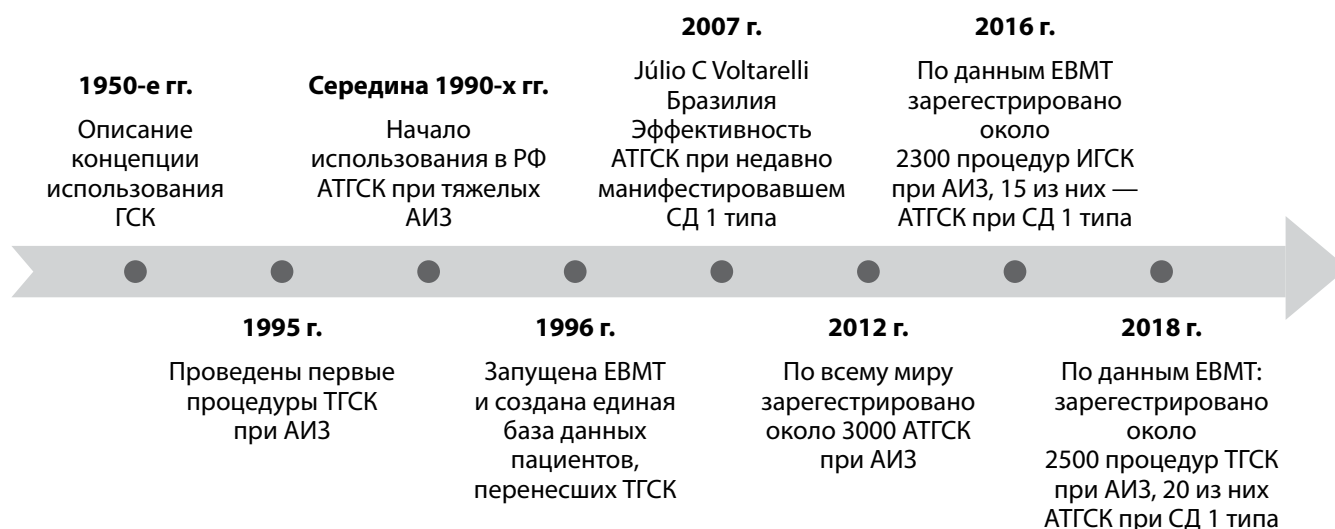 1950-е гг.
Описание
концепции
использования
ГСК
1995 г.
Проведены первые
процедуры ТГСК
при АИЗ
Середина 1990-х гг.
Начало
использования в РФ
АТГСК при тяжелых
АИЗ
1996 г.
Запущена ЕВМТ
и создана единая
база данных
пациентов,
перенесших ТГСК
2007 г.
Júlio C Voltarelli
Бразилия
Эффективность
АТГСК при недавно
манифестировавшем
СД 1 типа
2012 г.
По всему миру
зарегестрировано
около 3000 АТГСК
при АИЗ
2016 г.
По данным ЕВМТ
зарегестрировано
около
2300 процедур ИГСК
при АИЗ, 15 из них —
АТГСК при СД 1 типа
2018 г.
По данным ЕВМТ:
зарегестрировано
около
2500 процедур ТГСК
при АИЗ, 20 из них
АТГСК при СД 1 типа